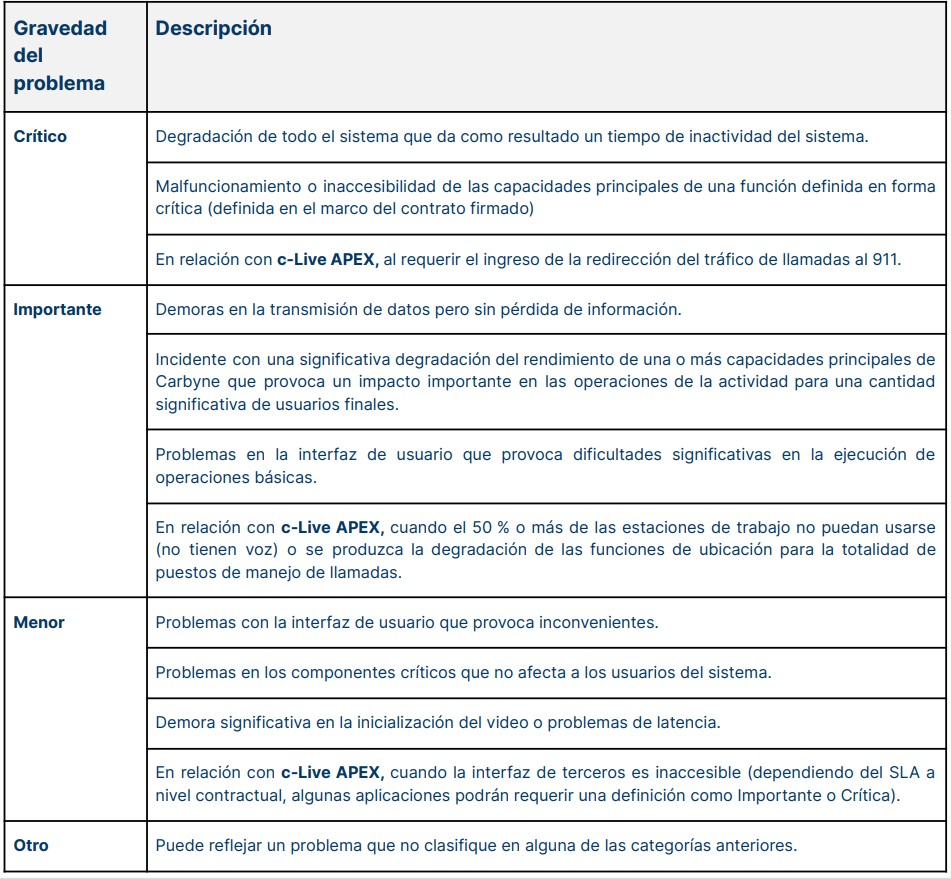 Gravedad
del
problema
Descripción
Crítico
Degradación de todo el sistema que da como resultado un tiempo de inactividad del sistema.
Malfuncionamiento o inaccesibilidad de las capacidades principales de una función definida en forma
crítica (definida en el marco del contrato firmado)
En relación con c-Live APEX, al requerir el ingreso de la redirección del tráfico de llamadas al 911.
Importante
Demoras en la transmisión de datos pero sin pérdida de información.
Incidente con una significativa degradación del rendimiento de una o más capacidades principales de
Carbyne que provoca un impacto importante en las operaciones de la actividad para una cantidad
significativa de usuarios finales.
Problemas en la interfaz de usuario que provoca dificultades significativas en la ejecución de
operaciones básicas.
En relación con c-Live APEX, cuando el 50 % o más de las estaciones de trabajo no puedan usarse
(no tienen voz) o se produzca la degradación de las funciones de ubicación para la totalidad de
puestos de manejo de llamadas.
Menor
Problemas con la interfaz de usuario que provoca inconvenientes.
Problemas en los componentes críticos que no afecta a los usuarios del sistema.
Demora significativa en la inicialización del video o problemas de latencia.
En relación con c-Live APEX, cuando la interfaz de terceros es inaccesible (dependiendo del SLA a
nivel contractual, algunas aplicaciones podrán requerir una definición como Importante o Crítica).
Otro
Puede reflejar un problema que no clasifique en alguna de las categorías anteriores.